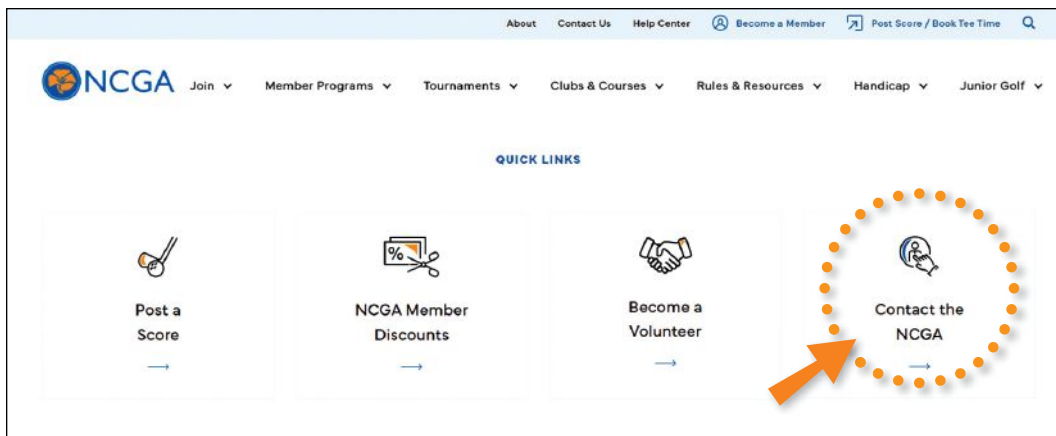 About Contact Us Help Center Become a Member Post Score / Book Tee Time
NCGA Join Member Programs Tournaments Clubs & Courses Rules & Resources Handicap Junior Golf
QUICK LINKS
Post a
Score
NCGA Member
Discounts
Become a
Volunteer
Contact the
NCGA
%